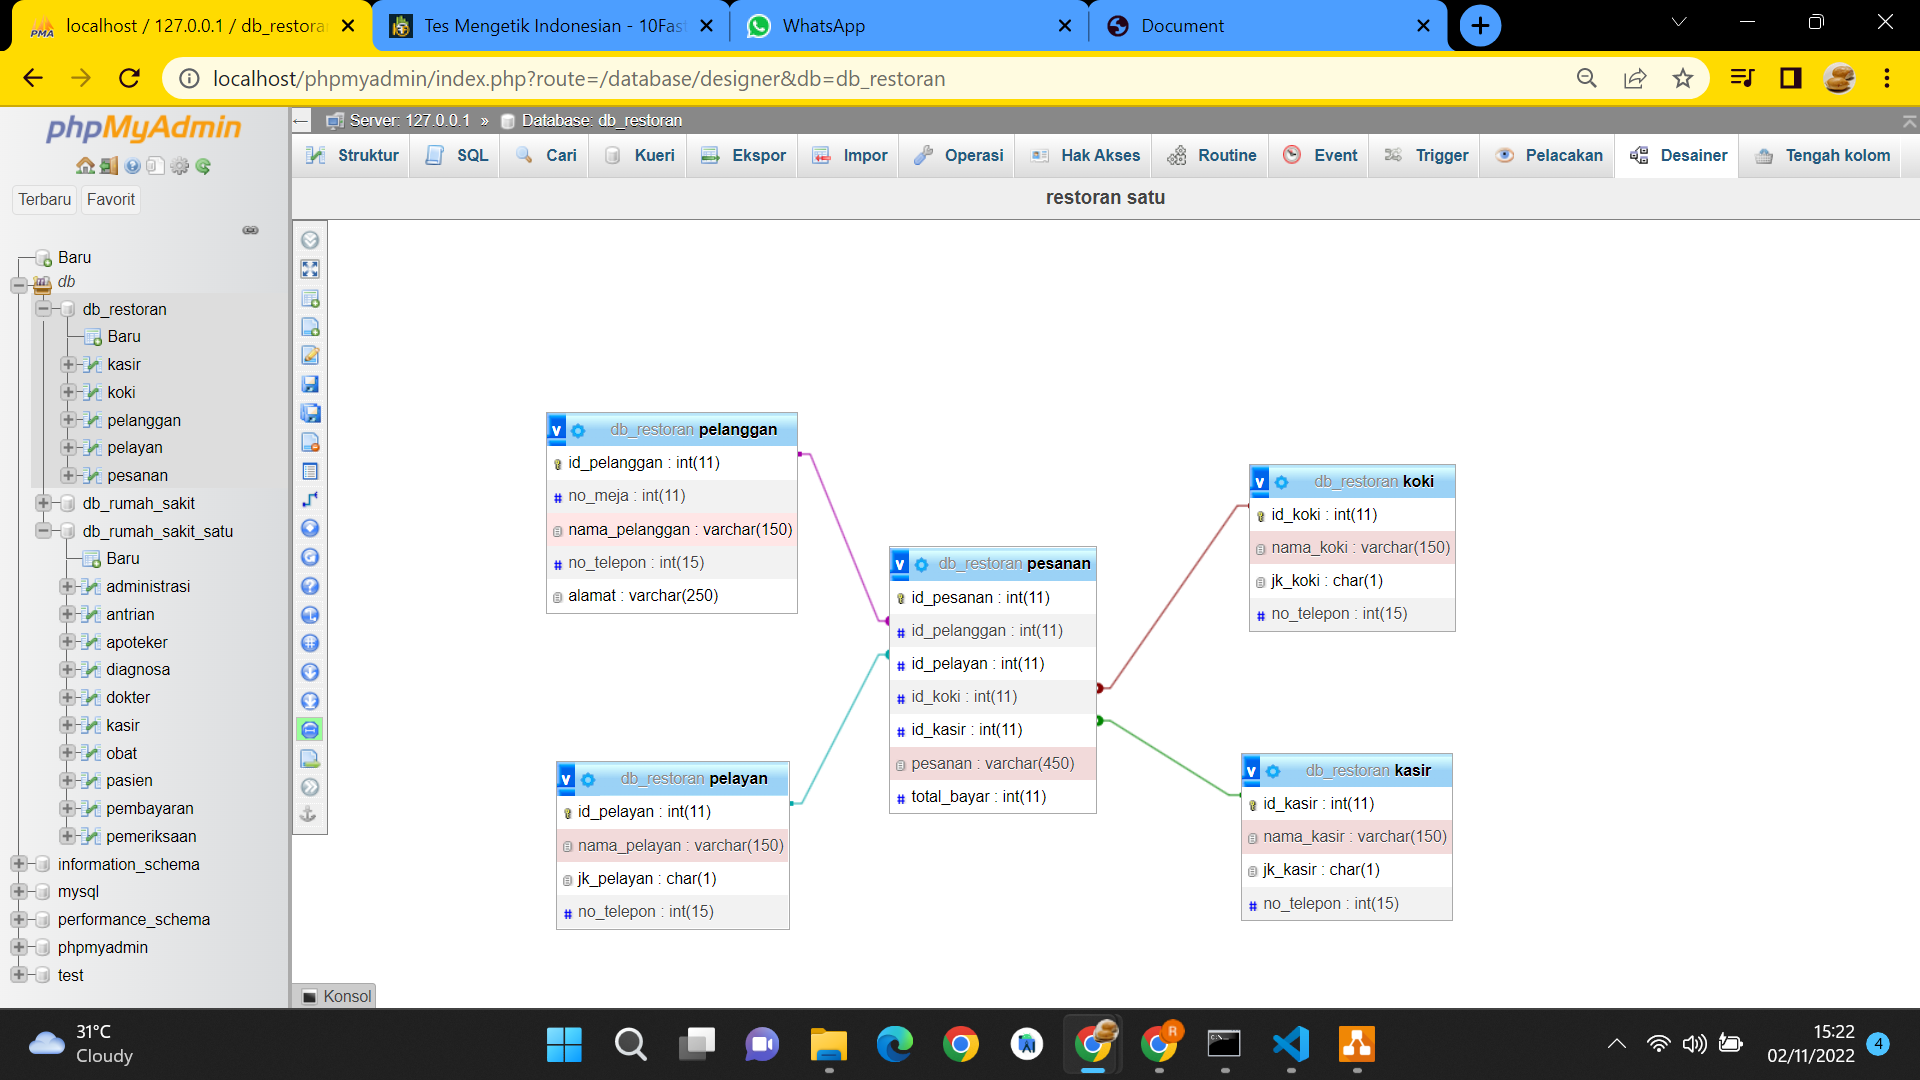 localhost / 127.0.0.1 / db_restora
Tes Mengetik Indonesian - 10Fas
WhatsApp
Document
localhost/phpmyadmin/index.php?route=/database/designer&db=db_restoran
phpMyAdmin
Terbaru
Favorit
Baru
db
db_restoran
Baru
kasir
koki
pelanggan
pelayan
pesanan
db_rumah_sakit
db_rumah_sakit_satu
Baru
administrasi
antrian
apoteker
diagnosa
dokter
kasir
obat
pasien
pembayaran
pemeriksaan
information_schema
mysql
performance_schema
phpmyadmin
test
Server: 127.0.0.1 » Database: db_restoran
Struktur
SQL
Cari
Kueri
Ekspor
Impor
Operasi
Hak Akses
Routine
Event
Trigger
Pelacakan
Desainer
Tengah kolom
restoran satu
v db_restoran pelanggan
id_pelanggan : int(11)
# no_meja : int(11)
nama_pelanggan : varchar(150)
# no_telepon : int(15)
alamat : varchar(250)
v db_restoran pelayan
id_pelayan : int(11)
nama_pelayan : varchar(150)
jk_pelayan : char(1)
# no_telepon : int(15)
v db_restoran pesanan
id_pesanan : int(11)
# id_pelanggan : int(11)
# id_pelayan : int(11)
# id_koki : int(11)
# id_kasir : int(11)
pesanan : varchar(450)
# total_bayar : int(11)
v db_restoran koki
id_koki : int(11)
nama_koki : varchar(150)
jk_koki : char(1)
# no_telepon : int(15)
v db_restoran kasir
id_kasir : int(11)
nama_kasir : varchar(150)
jk_kasir : char(1)
# no_telepon : int(15)
Konsol
31°C
Cloudy
R
15:22
02/11/2022
4